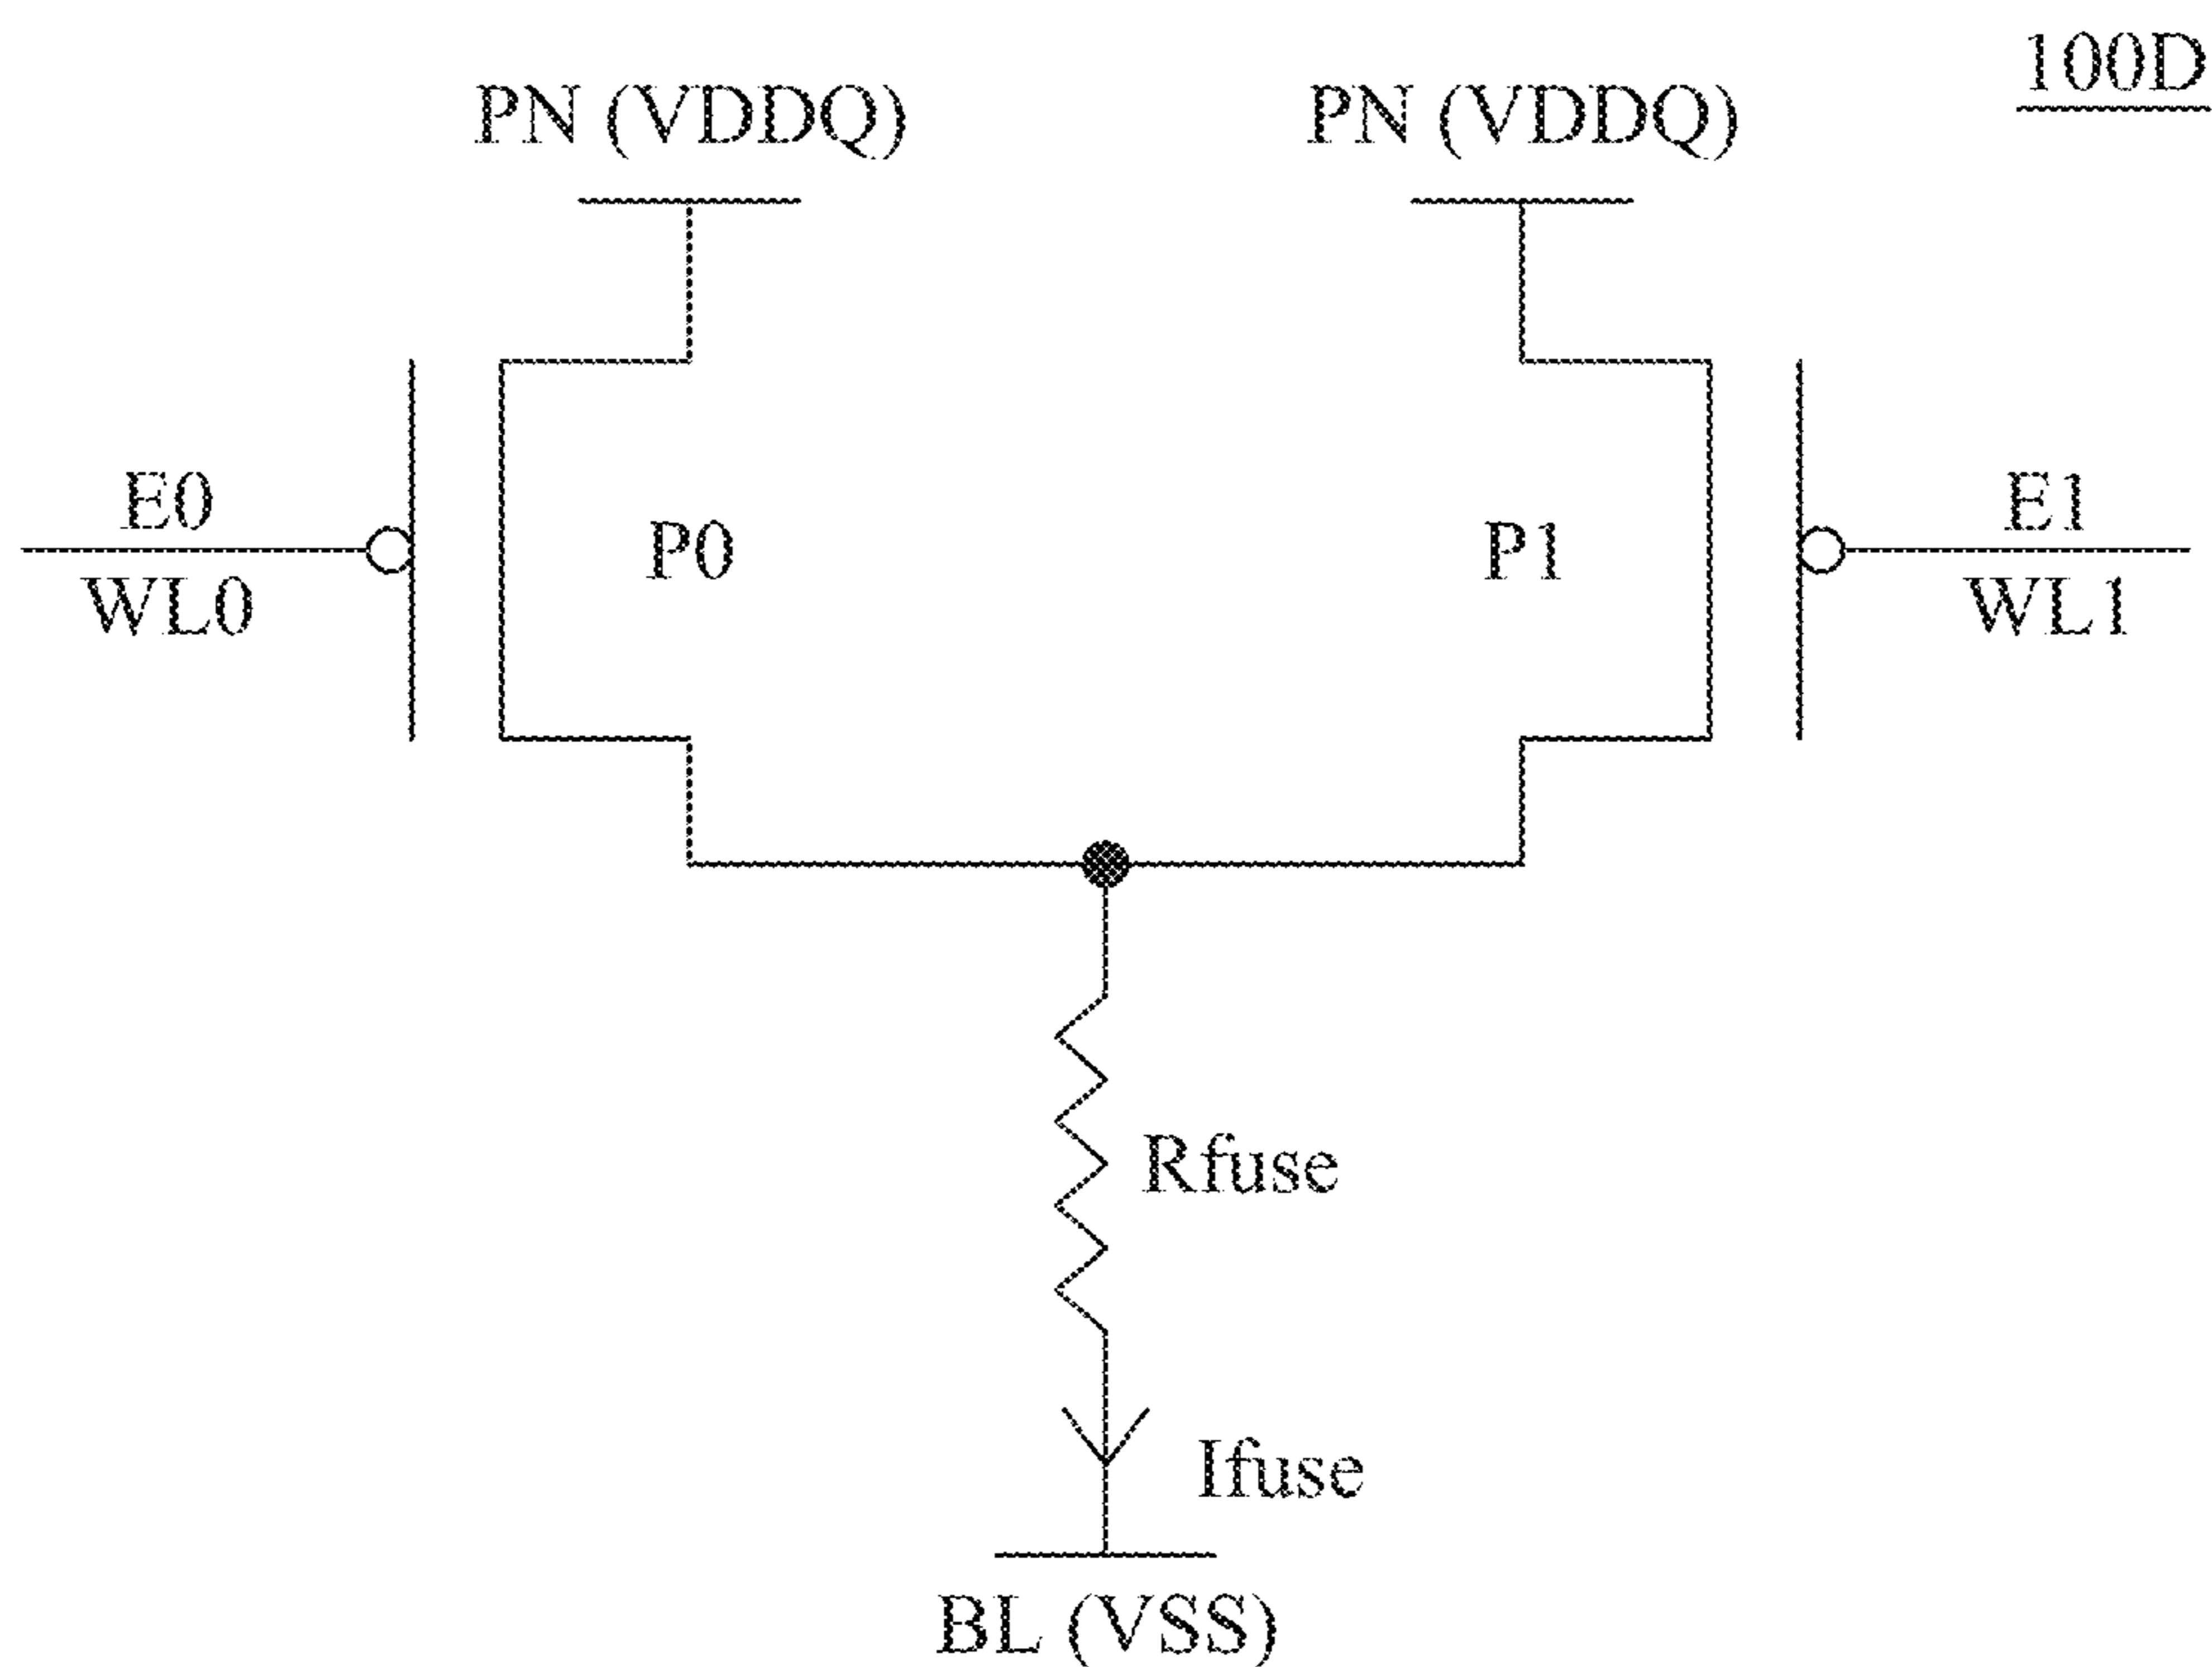 100D
PN (VDDQ)
PN (VDDQ)
E0
WL0
P0
P1
E1
WL1
Rfuse
Ifuse
BL (VSS)